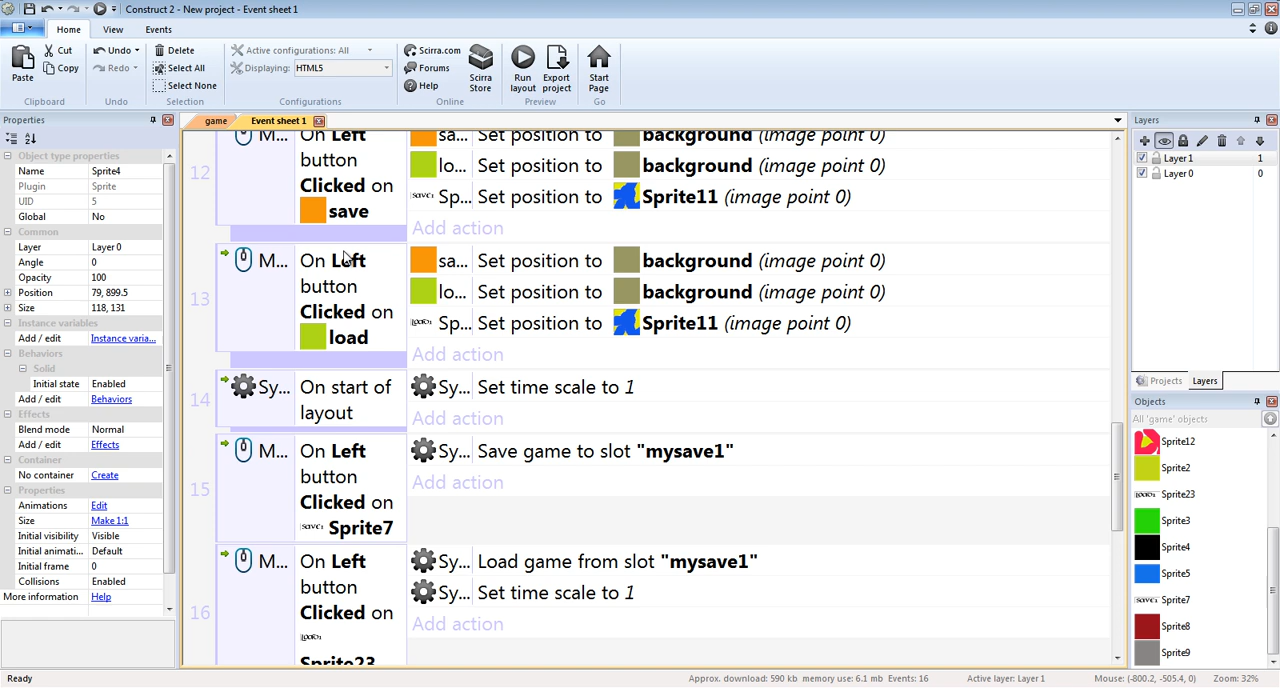 Construct 2 - New project - Event sheet 1
Home View Events
Paste Cut Copy Clipboard
Undo Redo Undo
Delete Select All Select None Selection
Active configurations: All
Displaying: HTML5
Configurations
Scirra.com Forums Help Scirra Store Online
Run layout Export project Preview
Start Page Go
Properties
Object type properties
Name Sprite4
Plugin Sprite
UID 5
Global No
Common
Layer Layer 0
Angle 0
Opacity 100
Position 79, 899.5
Size 118, 131
Instance variables
Add / edit Instance varia...
Behaviors
Solid
Initial state Enabled
Add / edit Behaviors
Effects
Blend mode Normal
Add / edit Effects
Container
No container Create
Properties
Animations Edit
Size Make 1:1
Initial visibility Visible
Initial animati... Default
Initial frame 0
Collisions Enabled
More information Help
game Event sheet 1
12 M... On Left button Clicked on save
sa... Set position to background (image point 0)
lo... Set position to background (image point 0)
save1 Sp... Set position to Sprite11 (image point 0)
Add action
13 M... On Left button Clicked on load
sa... Set position to background (image point 0)
lo... Set position to background (image point 0)
load1 Sp... Set position to Sprite11 (image point 0)
Add action
14 Sy... On start of layout
Sy... Set time scale to 1
Add action
15 M... On Left button Clicked on save1 Sprite7
Sy... Save game to slot "mysave1"
Add action
16 M... On Left button Clicked on load1 Sprite23
Sy... Load game from slot "mysave1"
Sy... Set time scale to 1
Add action
Layers
Layer 1 1
Layer 0 0
Projects Layers
Objects
All 'game' objects
Sprite12
Sprite2
load1 Sprite23
Sprite3
Sprite4
Sprite5
save1 Sprite7
Sprite8
Sprite9
Ready Approx. download: 590 kb memory use: 6.1 mb Events: 16 Active layer: Layer 1 Mouse: (-800.2, -505.4, 0) Zoom: 32%